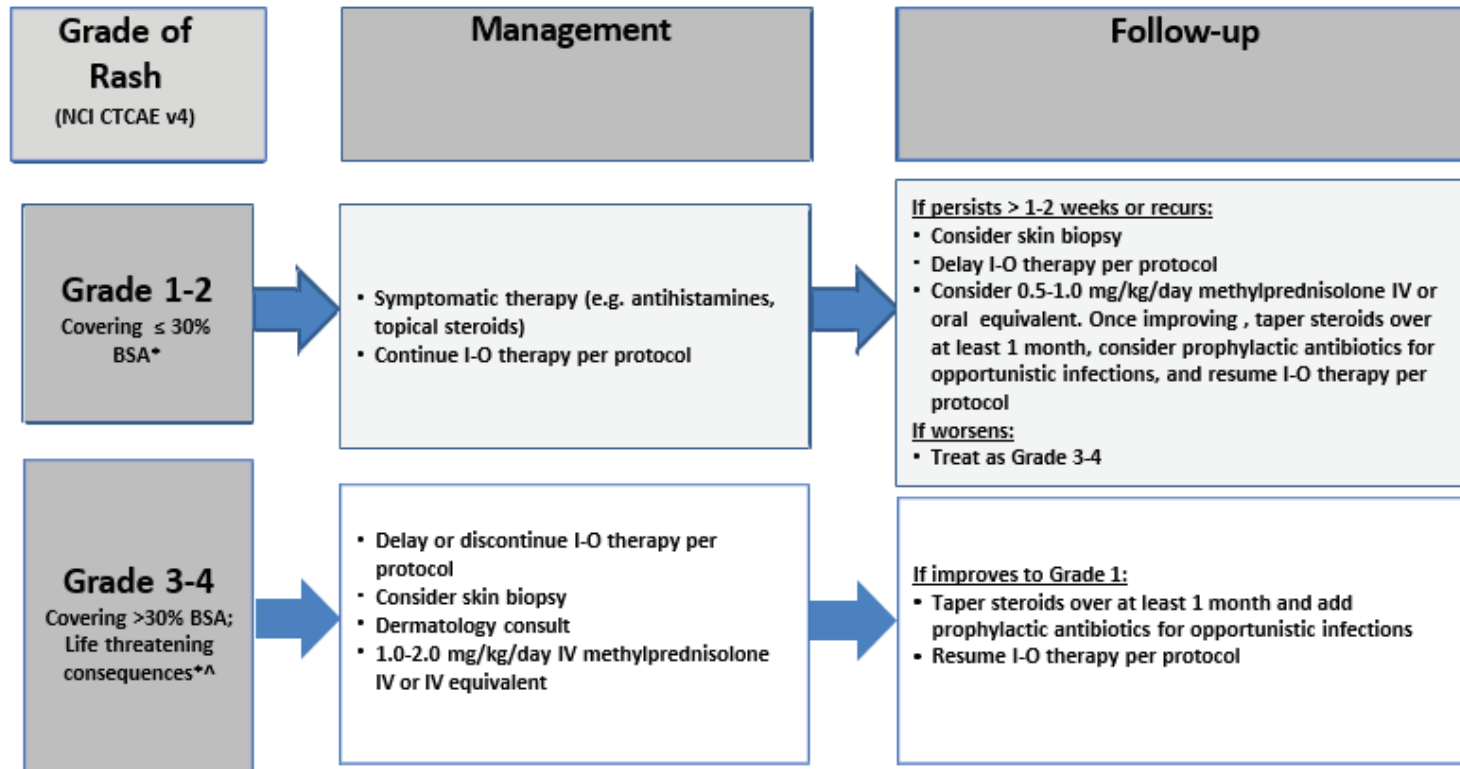 Grade of
Rash
(NCI CTCAE v4)
Management
Follow-up
Grade 1-2
Covering ≤ 30%
BSA*
• Symptomatic therapy (e.g. antihistamines,
topical steroids)
• Continue I-O therapy per protocol
If persists > 1-2 weeks or recurs:
• Consider skin biopsy
• Delay I-O therapy per protocol
• Consider 0.5-1.0 mg/kg/day methylprednisolone IV or
oral equivalent. Once improving , taper steroids over
at least 1 month, consider prophylactic antibiotics for
opportunistic infections, and resume I-O therapy per
protocol
If worsens:
• Treat as Grade 3-4
Grade 3-4
Covering >30% BSA;
Life threatening
consequences*^
• Delay or discontinue I-O therapy per
protocol
• Consider skin biopsy
• Dermatology consult
• 1.0-2.0 mg/kg/day IV methylprednisolone
IV or IV equivalent
If improves to Grade 1:
• Taper steroids over at least 1 month and add
prophylactic antibiotics for opportunistic infections
• Resume I-O therapy per protocol